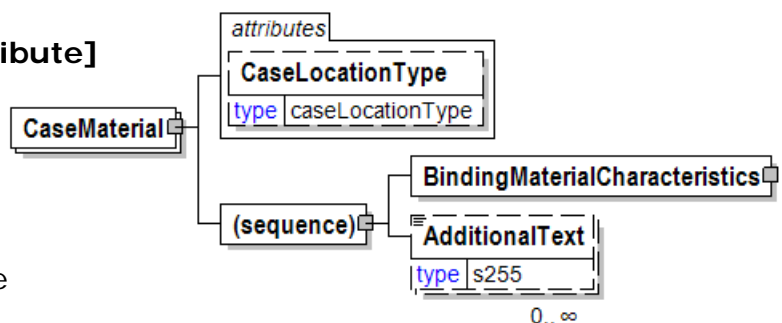 ibute]
attributes
CaseLocationType
type caseLocationType
CaseMaterial
BindingMaterialCharacteristics
(sequence)
AdditionalText
type s255
e
0..∞